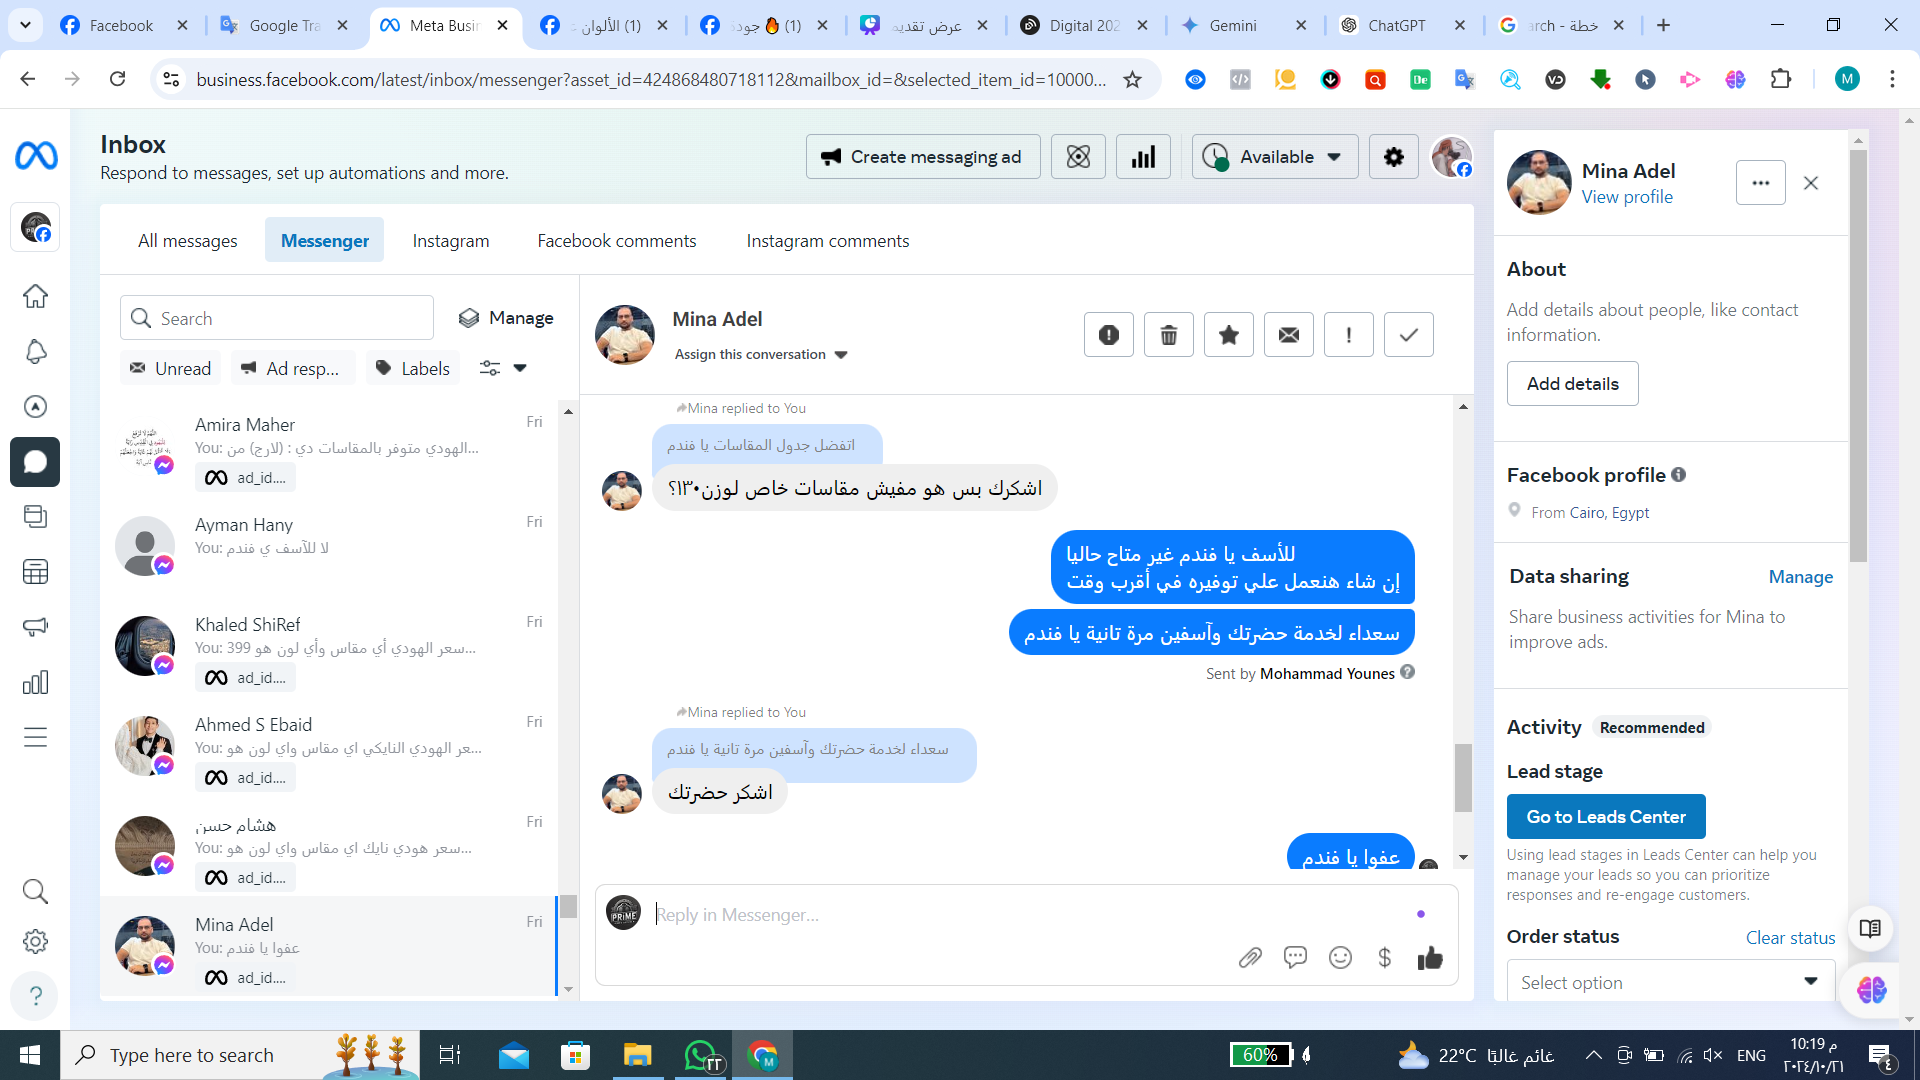 Facebook
Google Tra
Meta Busin
(1) الألوان
(1) 🔥 جودة
عرض تقديم
Digital 202
Gemini
ChatGPT
خطة - arch
business.facebook.com/latest/inbox/messenger?asset_id=424868480718112&mailbox_id=&selected_item_id=10000...
M
Inbox
Respond to messages, set up automations and more.
Create messaging ad
Available
All messages
Messenger
Instagram
Facebook comments
Instagram comments
Search
Manage
Unread
Ad resp...
Labels
Amira Maher
Fri
You: الهودي متوفر بالمقاسات دي : (لارج) من...
ad_id....
Ayman Hany
Fri
You: لا للآسف ي فندم
Khaled ShiRef
Fri
You: سعر الهودي أي مقاس وأي لون هو 399...
ad_id....
Ahmed S Ebaid
Fri
You: عر الهودي النايكي اي مقاس واي لون هو...
ad_id....
هشام حسن
Fri
You: سعر هودي نايك اي مقاس واي لون هو...
ad_id....
Mina Adel
Fri
You: عفوا يا فندم
ad_id....
Mina Adel
Assign this conversation
Mina replied to You
اتفضل جدول المقاسات يا فندم
اشكرك بس هو مفيش مقاسات خاص لوزن١٣٠؟
للأسف يا فندم غير متاح حاليا
إن شاء هنعمل علي توفيره في أقرب وقت
سعداء لخدمة حضرتك وآسفين مرة تانية يا فندم
Sent by Mohammad Younes
Mina replied to You
سعداء لخدمة حضرتك وآسفين مرة تانية يا فندم
اشكر حضرتك
عفوا يا فندم
PRIME
Reply in Messenger...
Mina Adel
View profile
About
Add details about people, like contact
information.
Add details
Facebook profile
From Cairo, Egypt
Data sharing
Manage
Share business activities for Mina to
improve ads.
Activity
Recommended
Lead stage
Go to Leads Center
Using lead stages in Leads Center can help you
manage your leads so you can prioritize
responses and re-engage customers.
Order status
Clear status
Select option
Type here to search
٢٢
60%
22°C غائم غالبًا
ENG
10:19 م
٢٠٢٤/١٠/٢١
٤